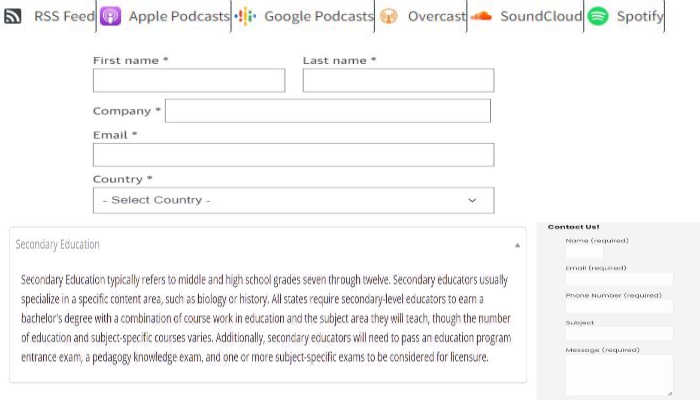 RSS Feed Apple Podcasts Google Podcasts Overcast SoundCloud Spotify
First name * Last name *
Company *
Email *
Country *
- Select Country -
Secondary Education
Secondary Education typically refers to middle and high school grades seven through twelve. Secondary educators usually
specialize in a specific content area, such as biology or history. All states require secondary-level educators to earn a
bachelor's degree with a combination of course work in education and the subject area they will teach, though the number
of education and subject-specific courses varies. Additionally, secondary educators will need to pass an education program
entrance exam, a pedagogy knowledge exam, and one or more subject-specific exams to be considered for licensure.
Contact Us!
Name (required)
Email (required)
Phone Number (required)
Subject
Message (required)